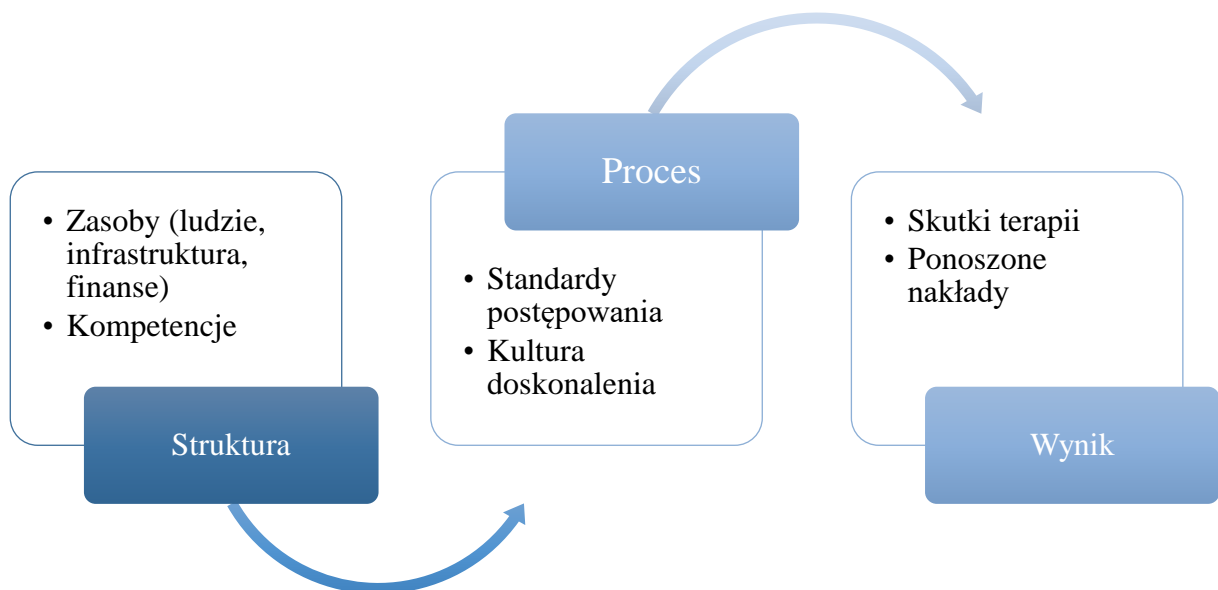 • Zasoby (ludzie,
infrastruktura,
finanse)
• Kompetencje
Struktura
Proces
• Standardy
postępowania
• Kultura
doskonalenia
• Skutki terapii
• Ponoszone
nakłady
Wynik